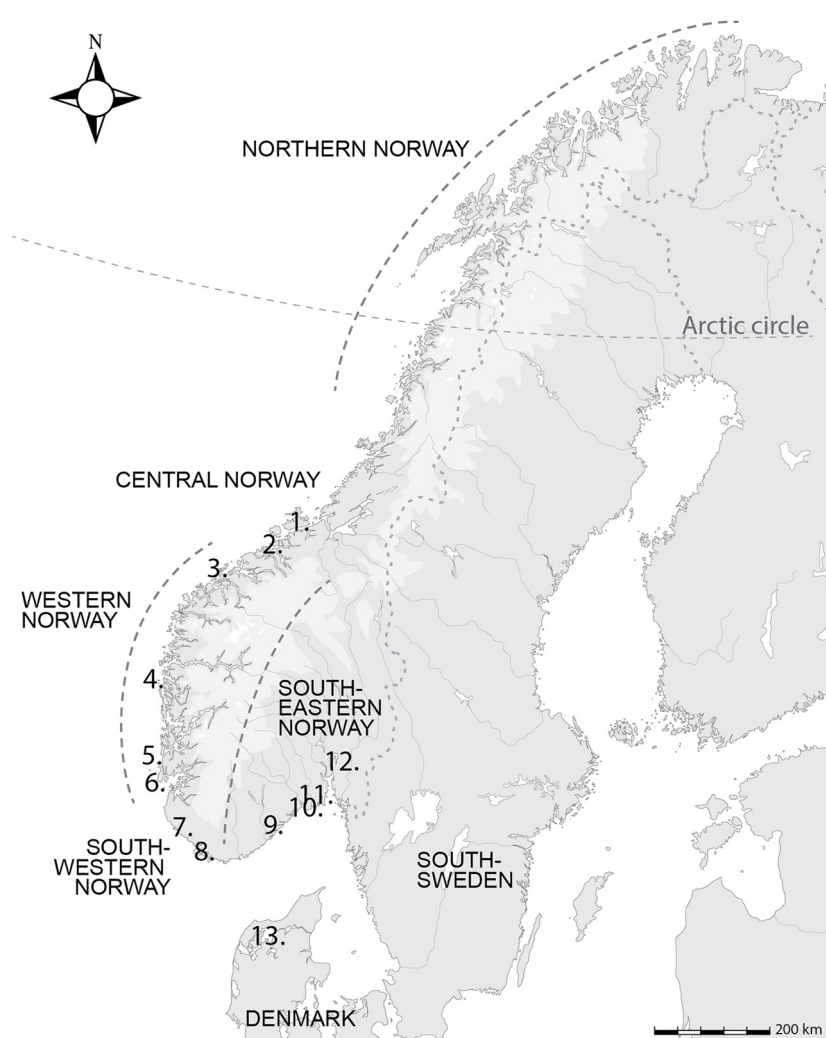 N
NORTHERN NORWAY
Arctic circle
CENTRAL NORWAY
1.
2.
3.
WESTERN
NORWAY
4.
SOUTH-
EASTERN
NORWAY
5.
12.
6.
11.
10.
7.
9.
SOUTH-
WESTERN
NORWAY
8.
SOUTH-
SWEDEN
13.
DENMARK
200 km